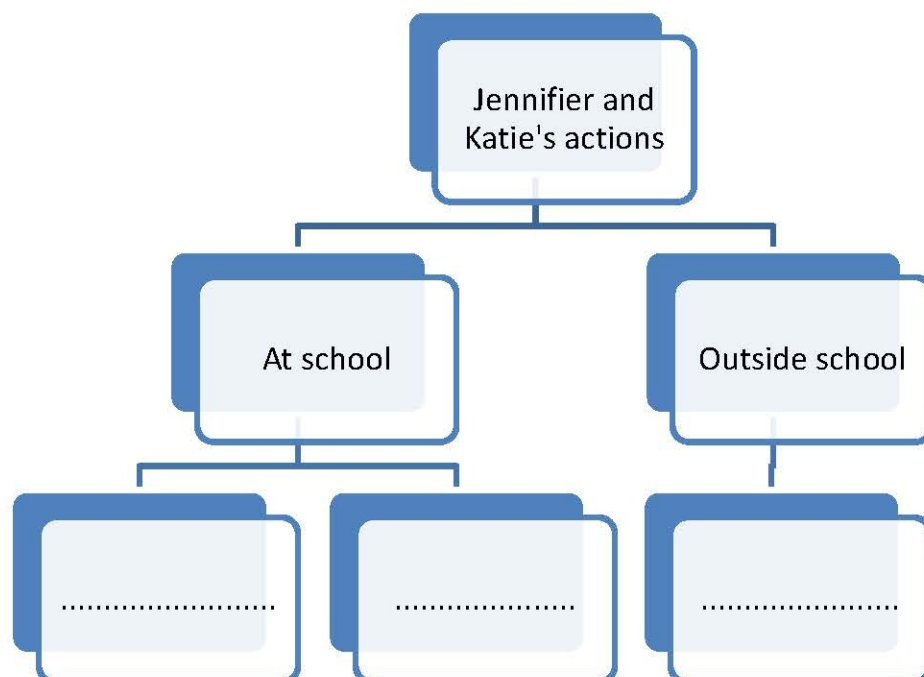 Jennifier and
Katie's actions
At school
Outside school
...........................
.......................
.........................